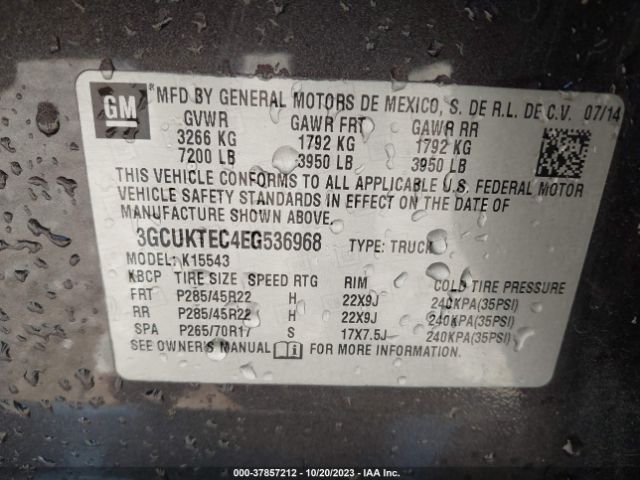 GM
MFD BY GENERAL MOTORS DE MEXICO, S. DE R.L. DE C.V. 07/14
GVWR GAWR FRT GAWR RR
3266 KG 1792 KG 1792 KG
7200 LB 3950 LB 3950 LB
THIS VEHICLE CONFORMS TO ALL APPLICABLE U.S. FEDERAL MOTOR
VEHICLE SAFETY STANDARDS IN EFFECT ON THE DATE OF
MANUFACTURE SHOWN ABOVE.
3GCUKTEC4EG536968 TYPE: TRUCK
MODEL: K15543
KBCP TIRE SIZE SPEED RTG RIM COLD TIRE PRESSURE
FRT P285/45R22 H 22X9J 240KPA(35PSI)
RR P285/45R22 H 22X9J 240KPA(35PSI)
SPA P265/70R17 S 17X7.5J 240KPA(35PSI)
SEE OWNER'S MANUAL FOR MORE INFORMATION.
000-37857212 - 10/20/2023 - IAA Inc.